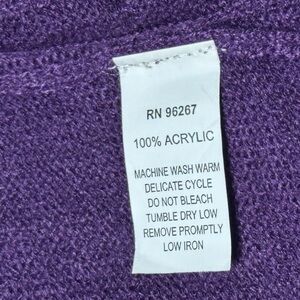 RN 96267
100% ACRYLIC
MACHINE WASH WARM
DELICATE CYCLE
DO NOT BLEACH
TUMBLE DRY LOW
REMOVE PROMPTLY
LOW IRON